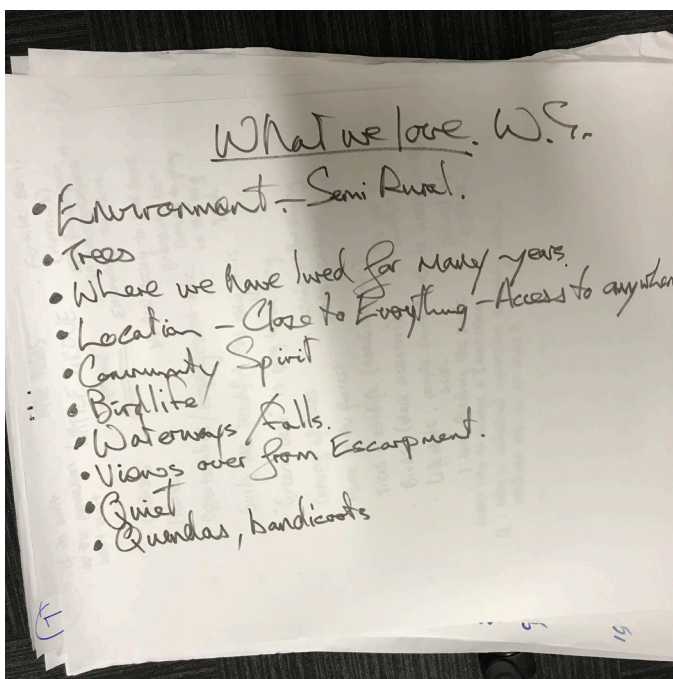 What we love. W.G.
• Environment - Semi Rural.
• Trees
• Where we have lived for many years.
• Location - Close to Everything - Access to anywher
• Community Spirit
• Birdlife
• Waterways / falls.
• Views over from Escarpment.
• Quiet
• Quendas, bandicoots